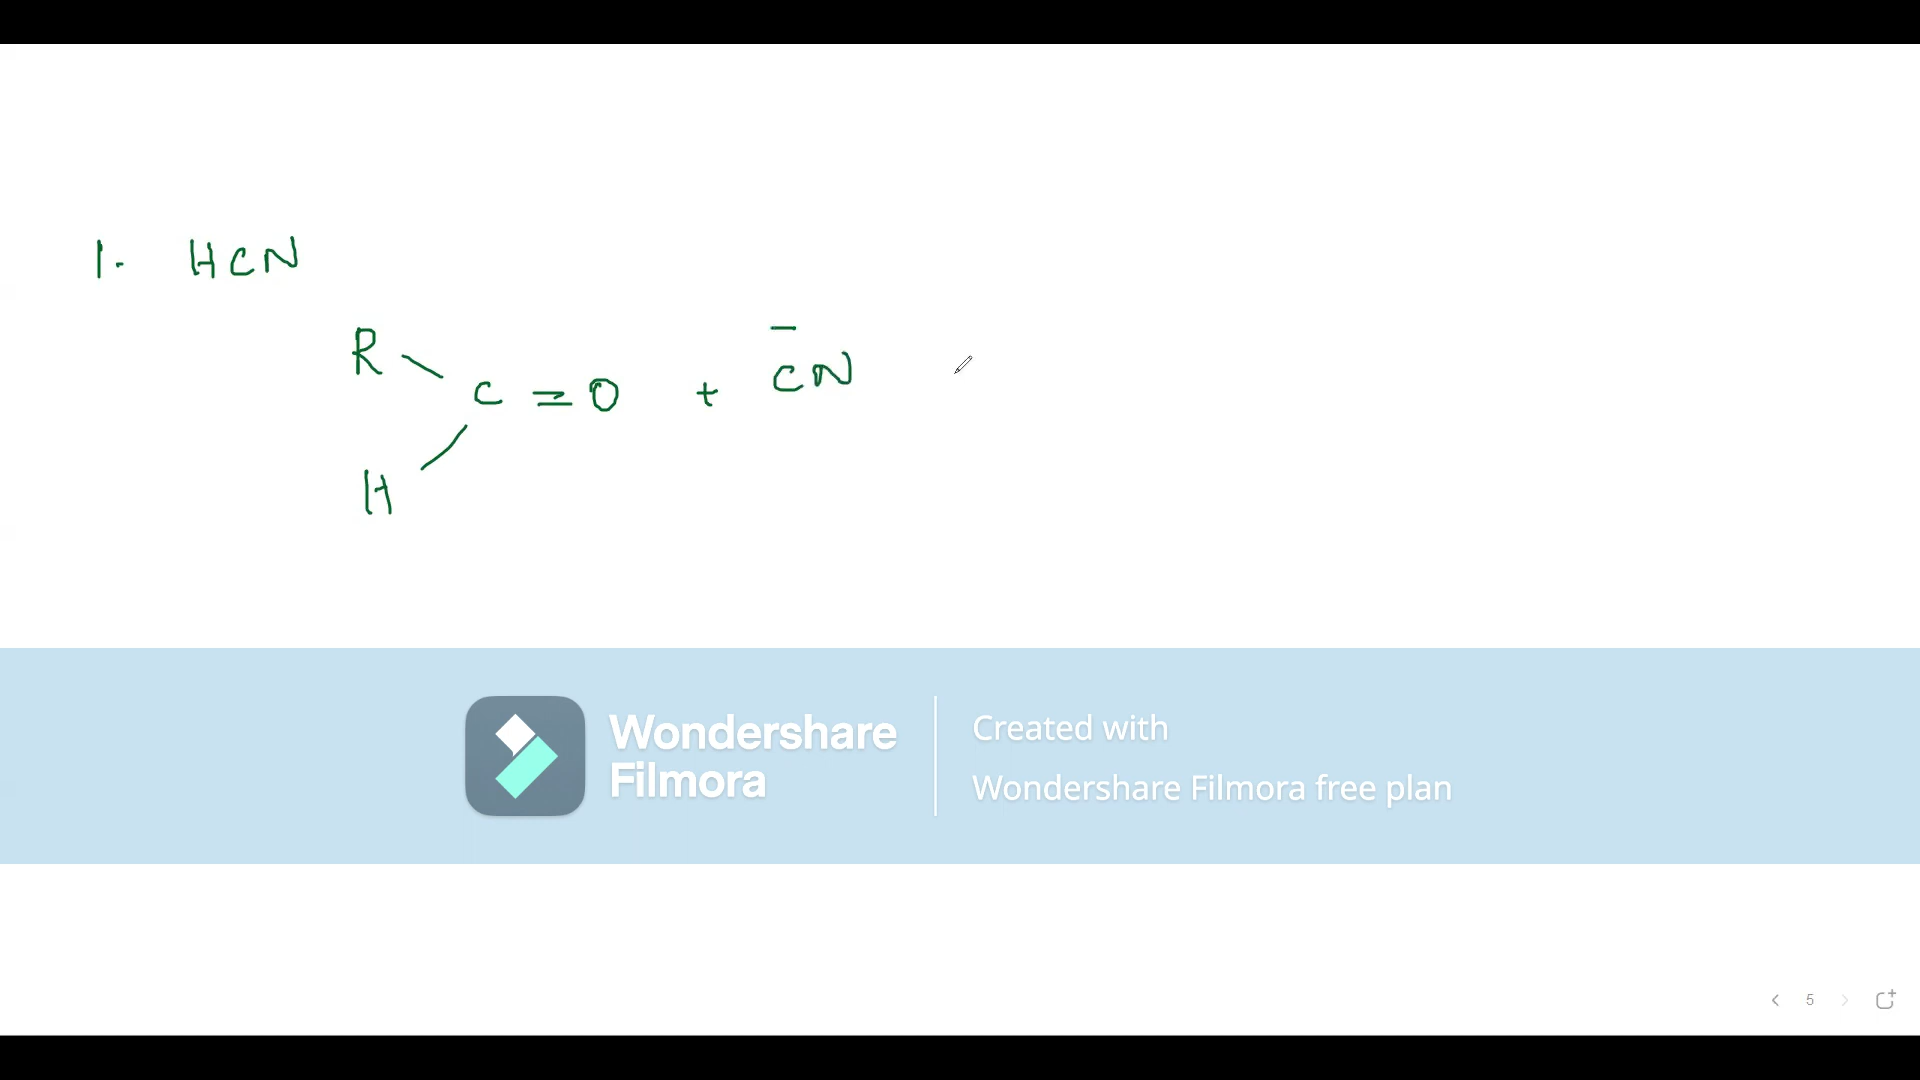 1. HCN
R
C = O + CN
H
Wondershare
Filmora
Created with
Wondershare Filmora free plan
5